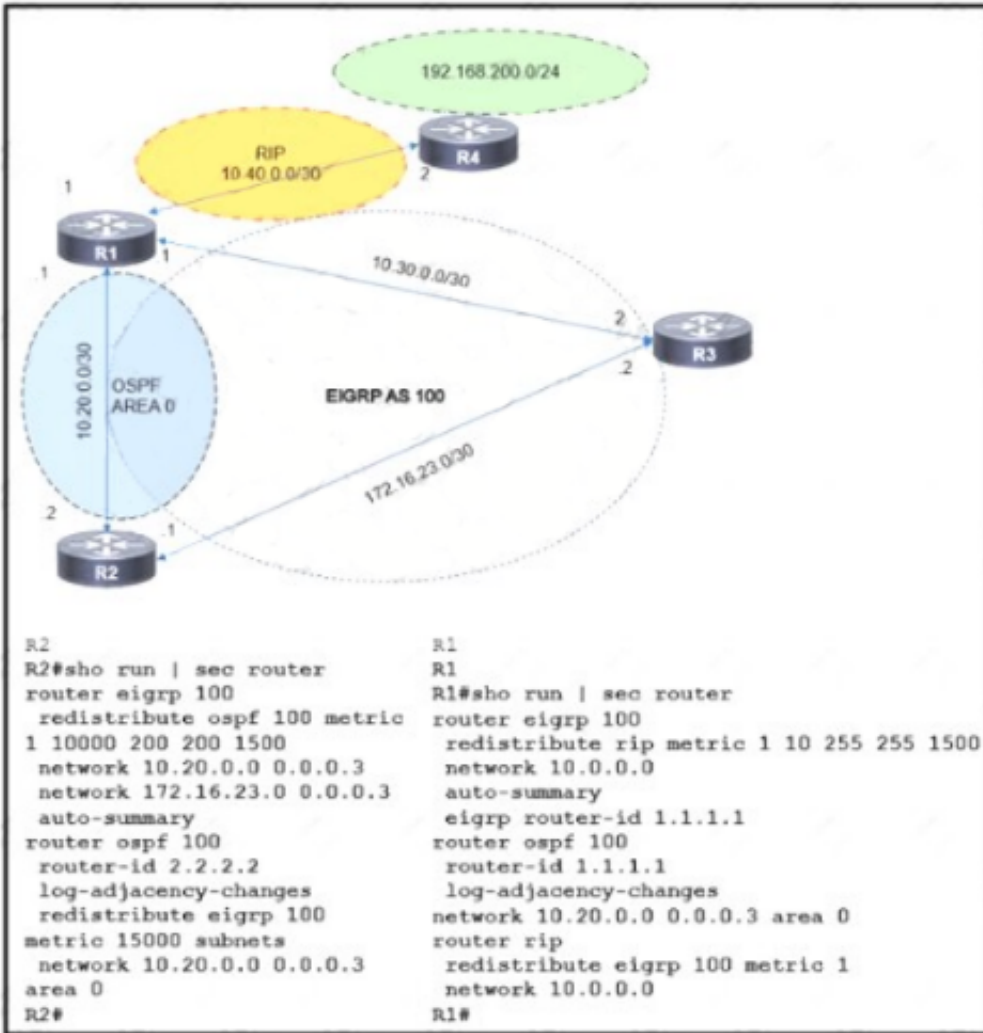 192.168.200.0/24
RIP
10.40.0.0/30
R4
2
1
R1
1
.1
10.30.0.0/30
2
R3
.2
10.20.0.0/30
OSPF
AREA 0
EIGRP AS 100
172.16.23.0/30
.2
.1
R2
R2
R2#sho run | sec router
router eigrp 100
redistribute ospf 100 metric
1 10000 200 200 1500
network 10.20.0.0 0.0.0.3
network 172.16.23.0 0.0.0.3
auto-summary
router ospf 100
router-id 2.2.2.2
log-adjacency-changes
redistribute eigrp 100
metric 15000 subnets
network 10.20.0.0 0.0.0.3
area 0
R2#
R1
R1
R1#sho run | sec router
router eigrp 100
redistribute rip metric 1 10 255 255 1500
network 10.0.0.0
auto-summary
eigrp router-id 1.1.1.1
router ospf 100
router-id 1.1.1.1
log-adjacency-changes
network 10.20.0.0 0.0.0.3 area 0
router rip
redistribute eigrp 100 metric 1
network 10.0.0.0
R1#